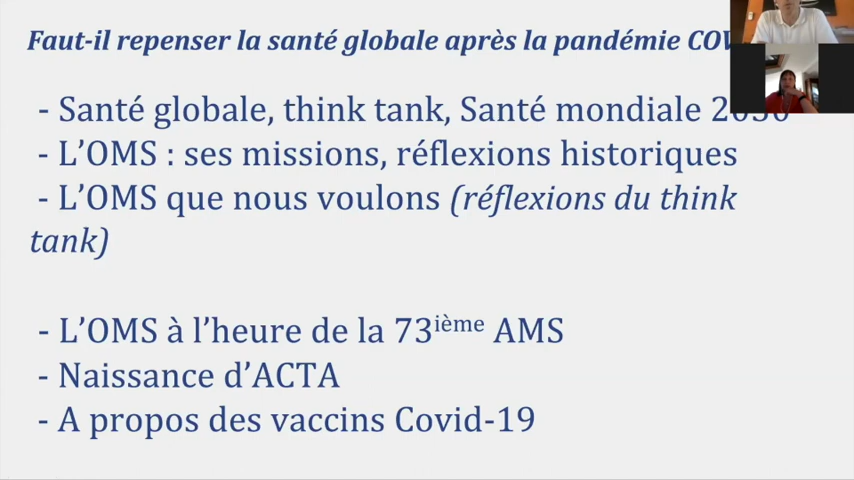 Faut-il repenser la santé globale après la pandémie
- Santé globale, think tank, Santé mondiale 2030
- L’OMS : ses missions, réflexions historiques
- L’OMS que nous voulons (réflexions du think
tank)
- L’OMS à l’heure de la 73ième AMS
- Naissance d’ACTA
- A propos des vaccins Covid-19